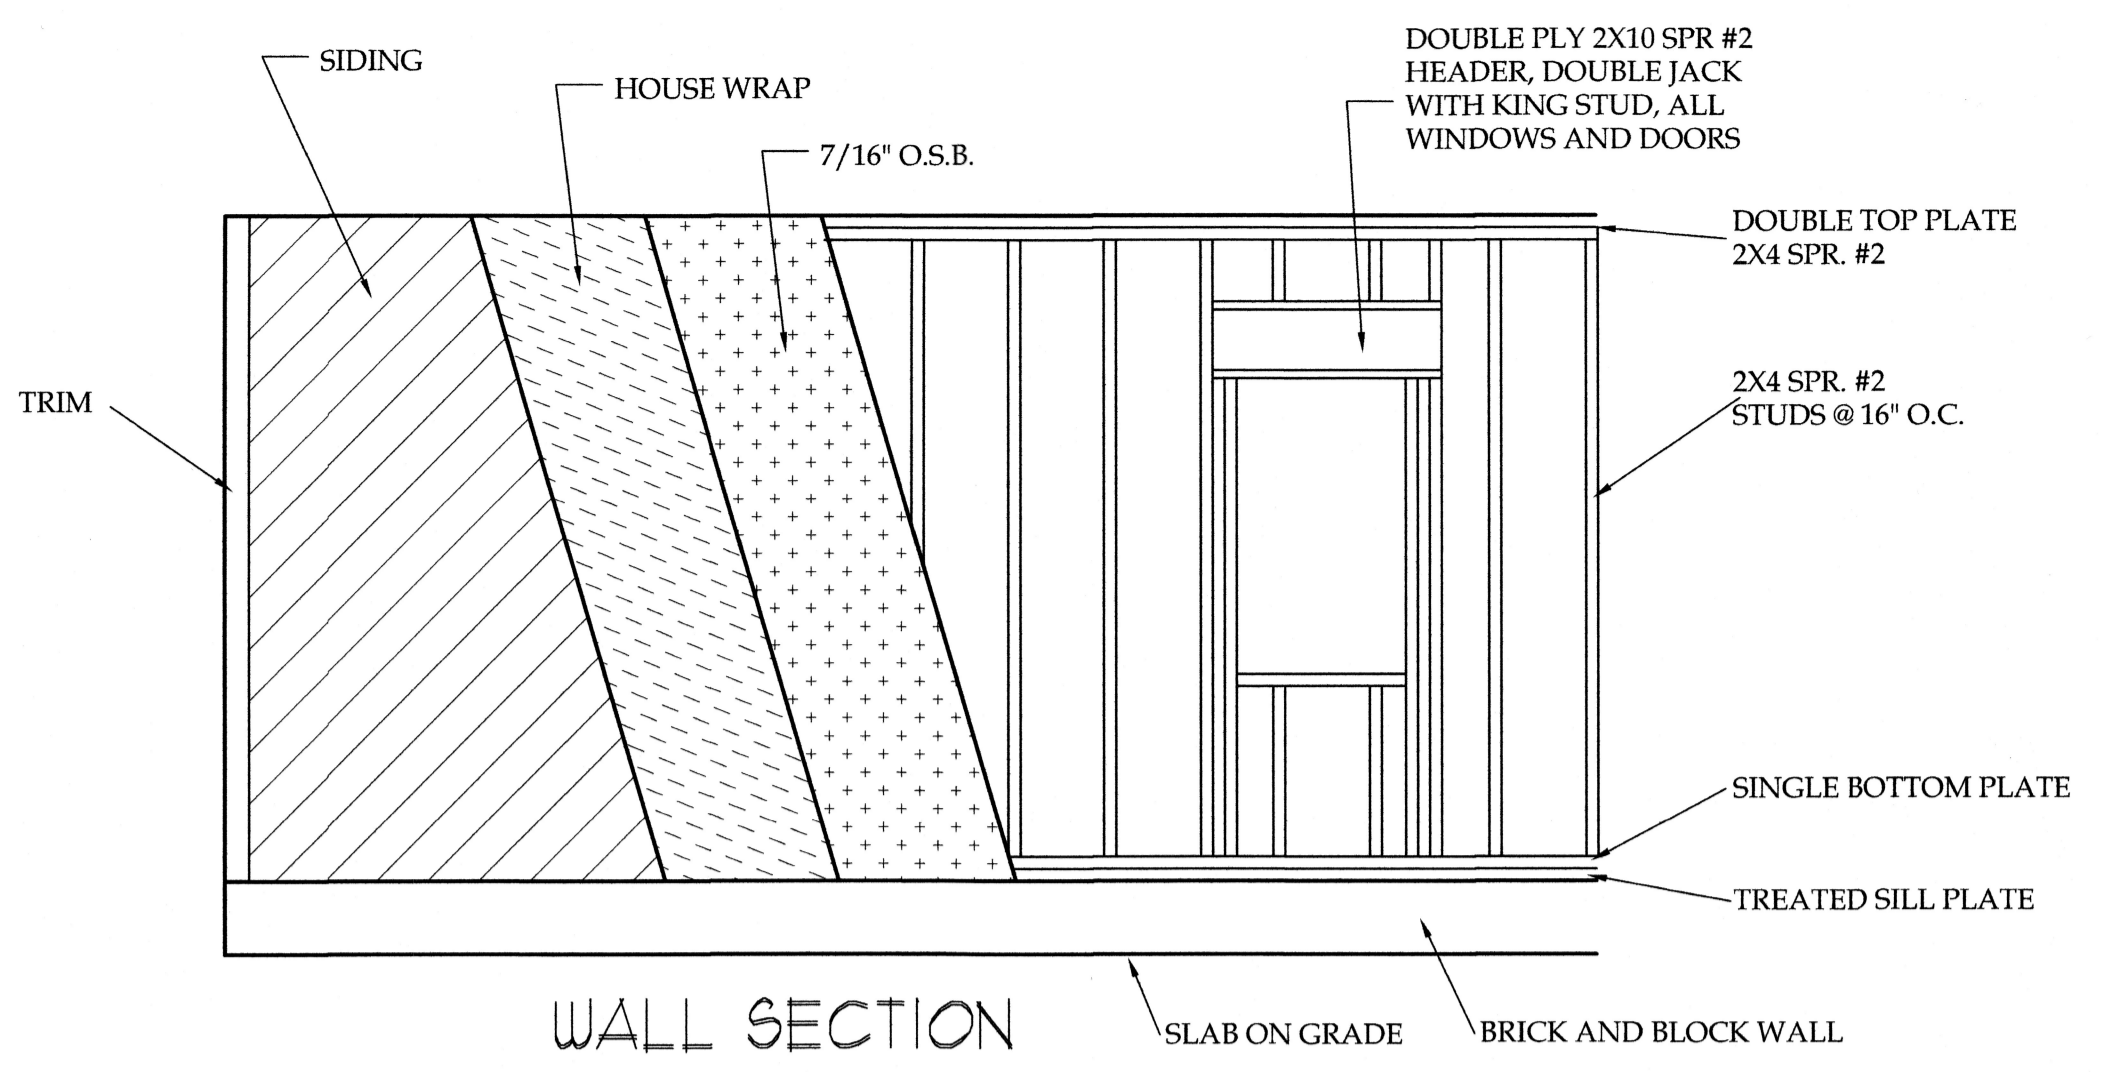 SIDING
HOUSE WRAP
7/16" O.S.B.
DOUBLE PLY 2X10 SPR #2
HEADER, DOUBLE JACK
WITH KING STUD, ALL
WINDOWS AND DOORS
DOUBLE TOP PLATE
2X4 SPR. #2
TRIM
2X4 SPR. #2
STUDS @ 16" O.C.
SINGLE BOTTOM PLATE
TREATED SILL PLATE
WALL SECTION
SLAB ON GRADE
BRICK AND BLOCK WALL